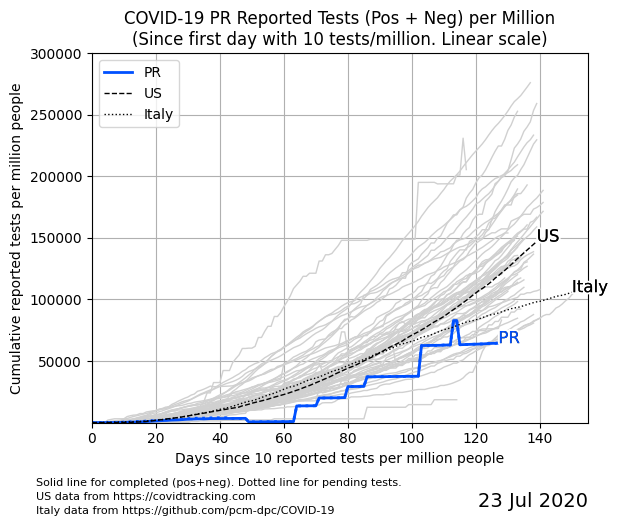 COVID-19 PR Reported Tests (Pos + Neg) per Million
(Since first day with 10 tests/million. Linear scale)
300000
250000
200000
150000
100000
50000
Cumulative reported tests per million people
PR
US
Italy
US
Italy
PR
0 20 40 60 80 100 120 140
Days since 10 reported tests per million people
Solid line for completed (pos+neg). Dotted line for pending tests.
US data from https://covidtracking.com
Italy data from https://github.com/pcm-dpc/COVID-19
23 Jul 2020